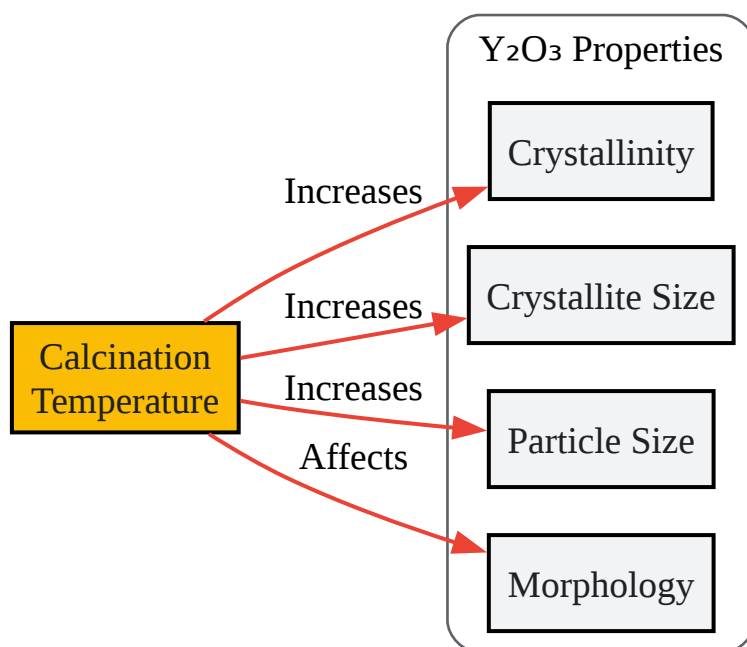 Y₂O₃ Properties
Crystallinity
Increases
Crystallite Size
Increases
Calcination
Temperature
Increases
Particle Size
Affects
Morphology